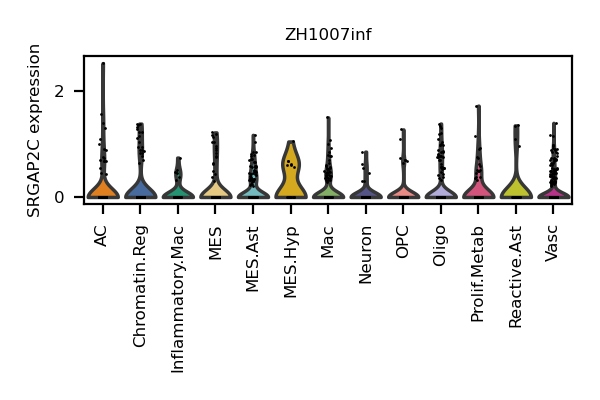 ZH1007inf
SRGAP2C expression
2
0
AC
Chromatin.Reg
Inflammatory.Mac
MES
MES.Ast
MES.Hyp
Mac
Neuron
OPC
Oligo
Prolif.Metab
Reactive.Ast
Vasc